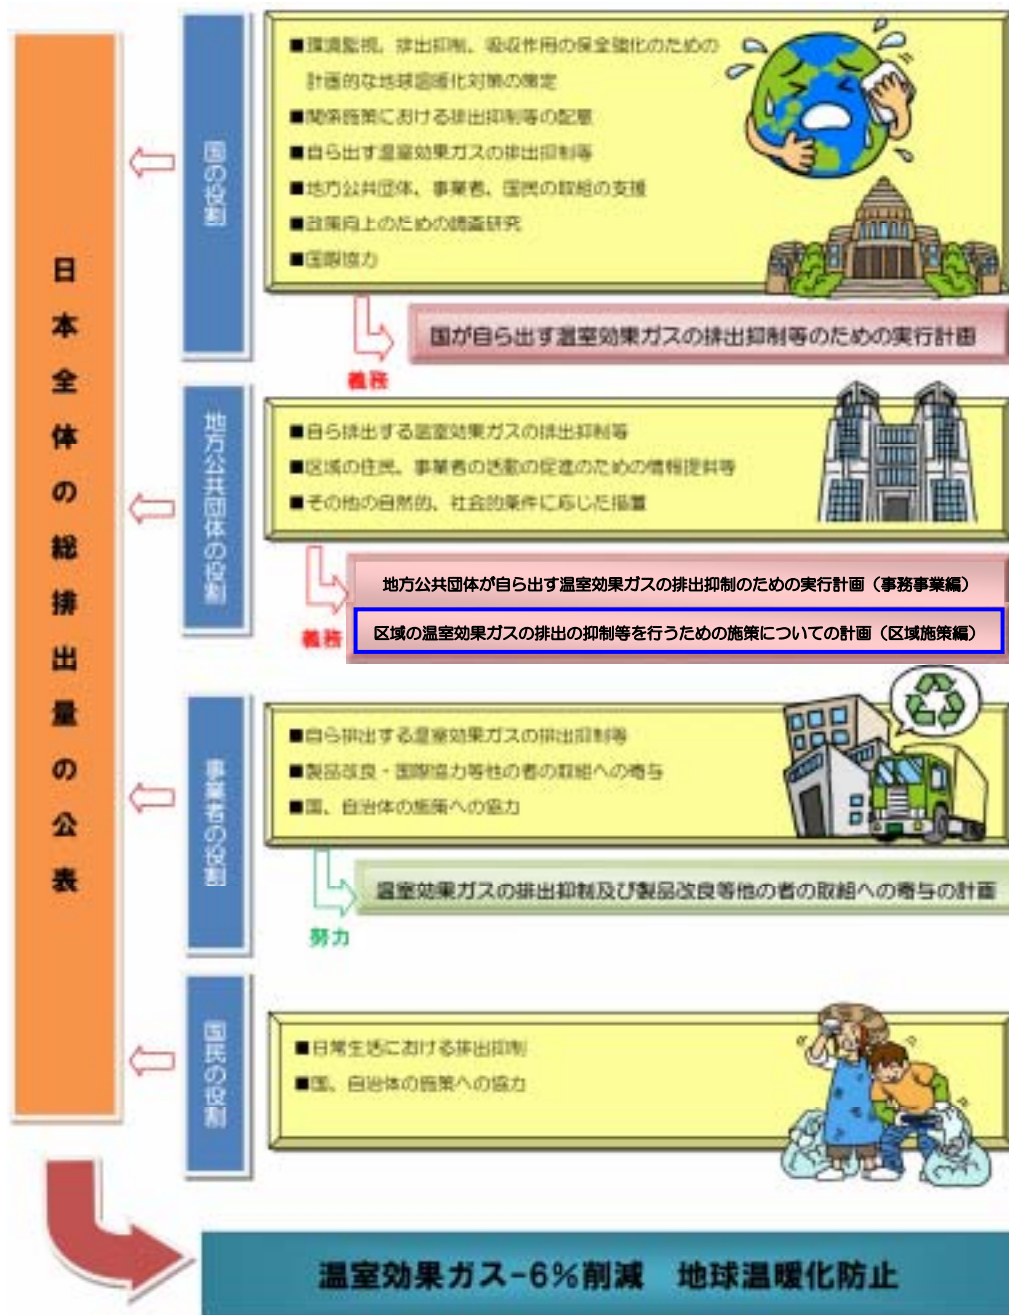 日本全体の総排出量の公表
国の役割
■環境監視、排出抑制、吸収作用の保全強化のための
計画的な地球温暖化対策の策定
■関係施策における排出抑制等の配意
■自ら出す温室効果ガスの排出抑制等
■地方公共団体、事業者、国民の取組の支援
■政策向上のための調査研究
■国際協力
義務
国が自ら出す温室効果ガスの排出抑制等のための実行計画
地方公共団体の役割
■自ら排出する温室効果ガスの排出抑制等
■区域の住民、事業者の活動の促進のための情報提供等
■その他の自然的、社会的条件に応じた措置
義務
地方公共団体が自ら出す温室効果ガスの排出抑制のための実行計画（事務事業編）
区域の温室効果ガスの排出の抑制等を行うための施策についての計画（区域施策編）
事業者の役割
■自ら排出する温室効果ガスの排出抑制等
■製品改良・国際協力等他の者の取組への寄与
■国、自治体の施策への協力
努力
温室効果ガスの排出抑制及び製品改良等他の者の取組への寄与の計画
国民の役割
■日常生活における排出抑制
■国、自治体の施策への協力
温室効果ガス-6%削減　地球温暖化防止